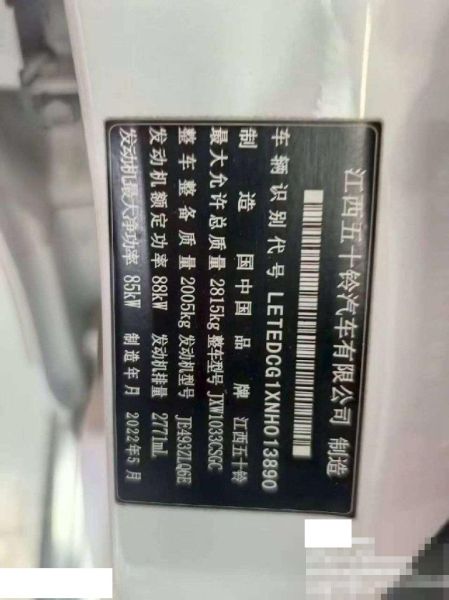 江西五十铃汽车有限公司 制造
车辆识别代号 LETEDCG1XNH013890
制造国 中国 品牌 江西五十铃
最大允许总质量 2815kg 整车型号 JXW1033CSGC
整车整备质量 2005kg 发动机型号 JE493ZLQ6E
发动机额定功率 88kW 发动机排量 2771mL
发动机最大净功率 85kW 制造年月 2022年5月